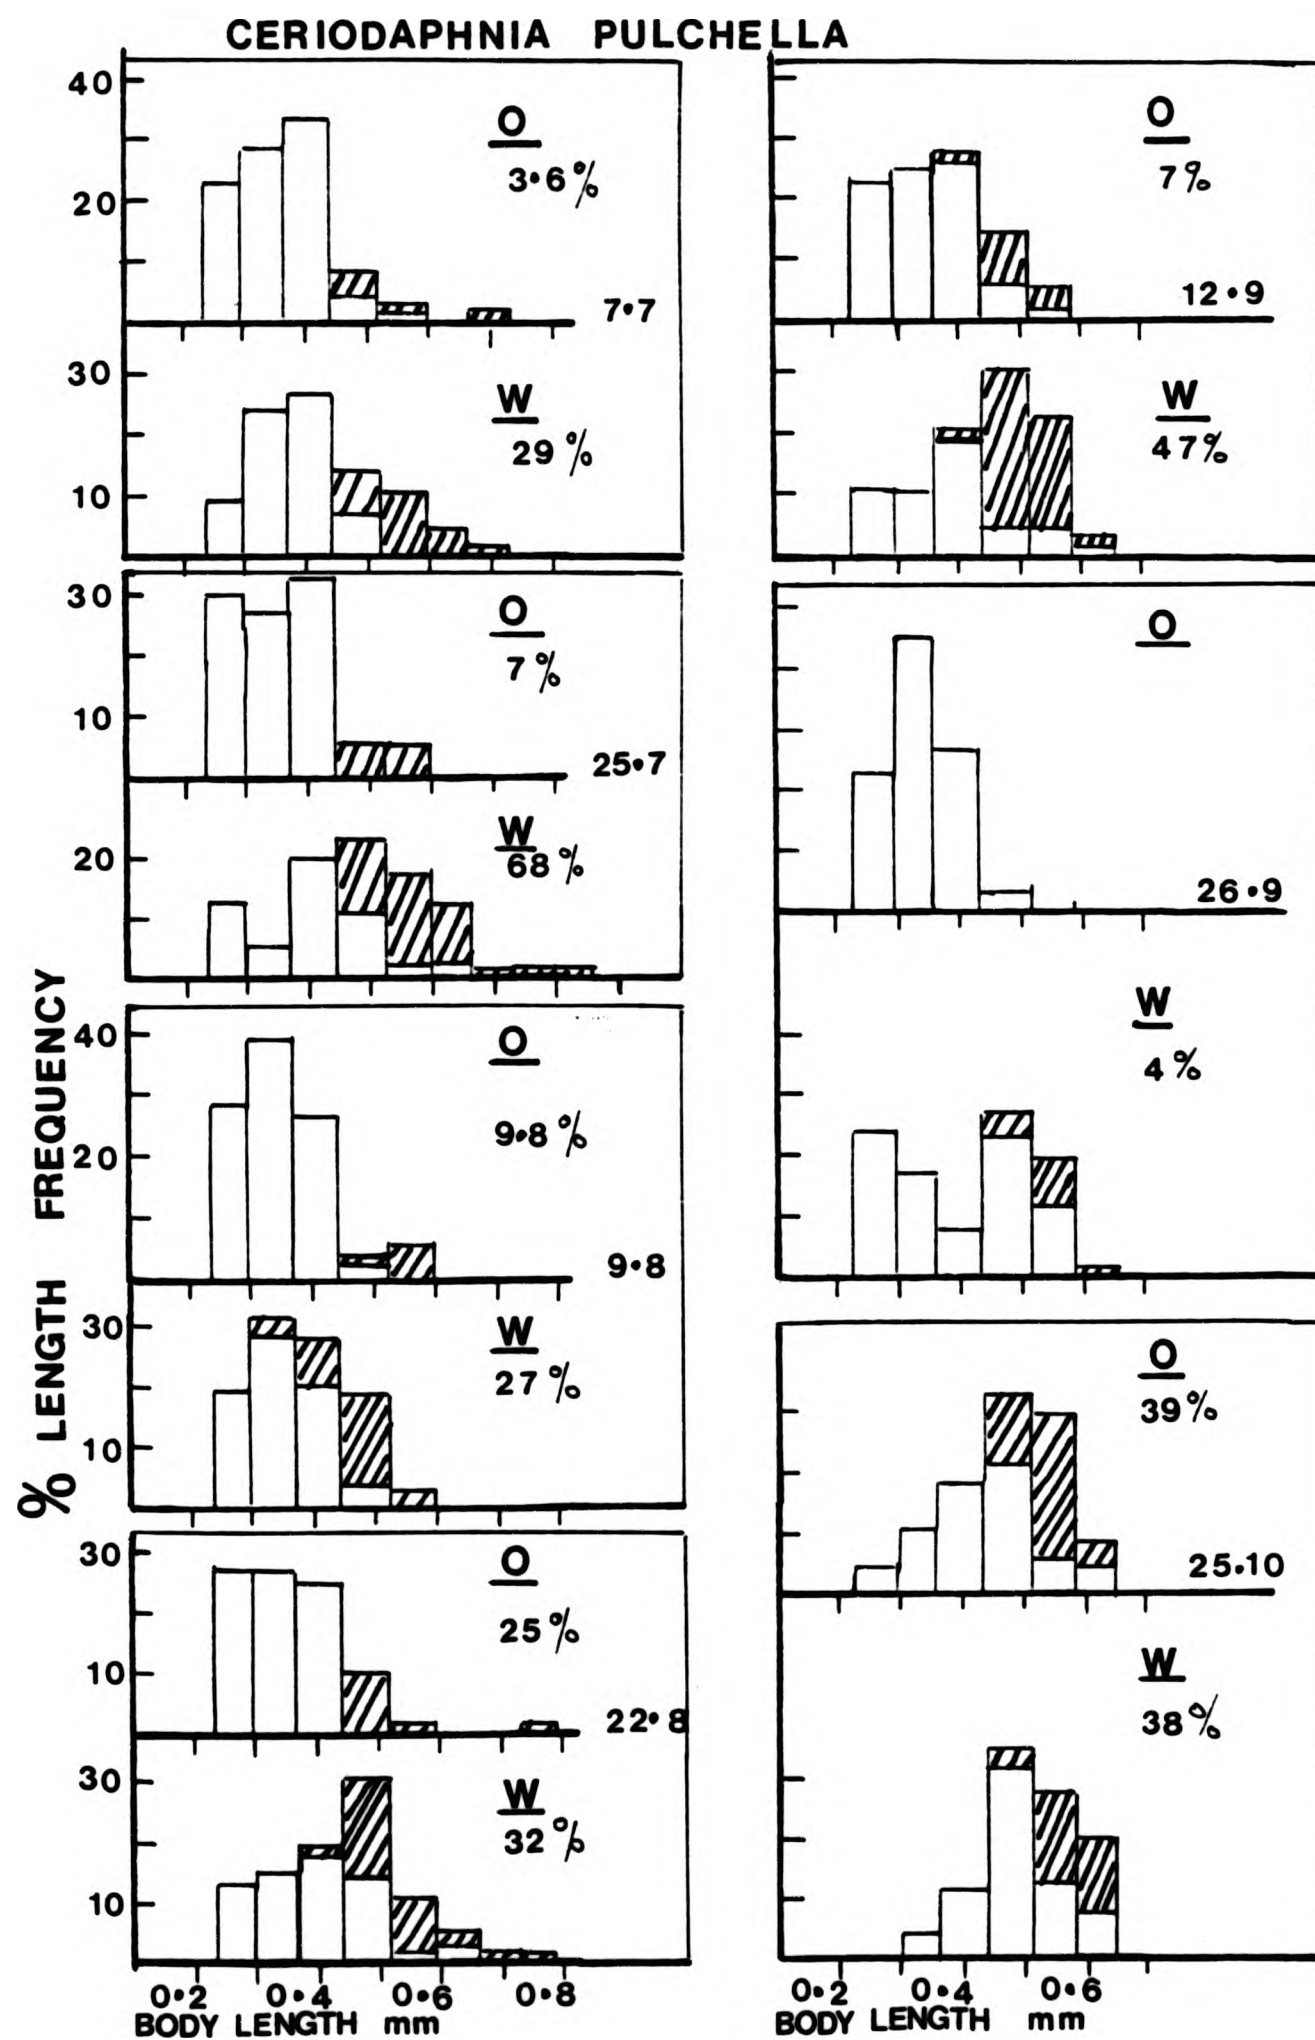 CERIODAPHNIA PULCHELLA
% LENGTH FREQUENCY
40
20
O
3•6%
7•7
30
10
W
29%
30
10
O
7%
25•7
20
W
68%
40
20
O
9•8%
9•8
30
10
W
27%
30
10
O
25%
22•8
30
10
W
32%
0•2 0•4 0•6 0•8
BODY LENGTH mm
O
7%
12•9
W
47%
O
26•9
W
4%
O
39%
25•10
W
38%
0•2 0•4 0•6
BODY LENGTH mm